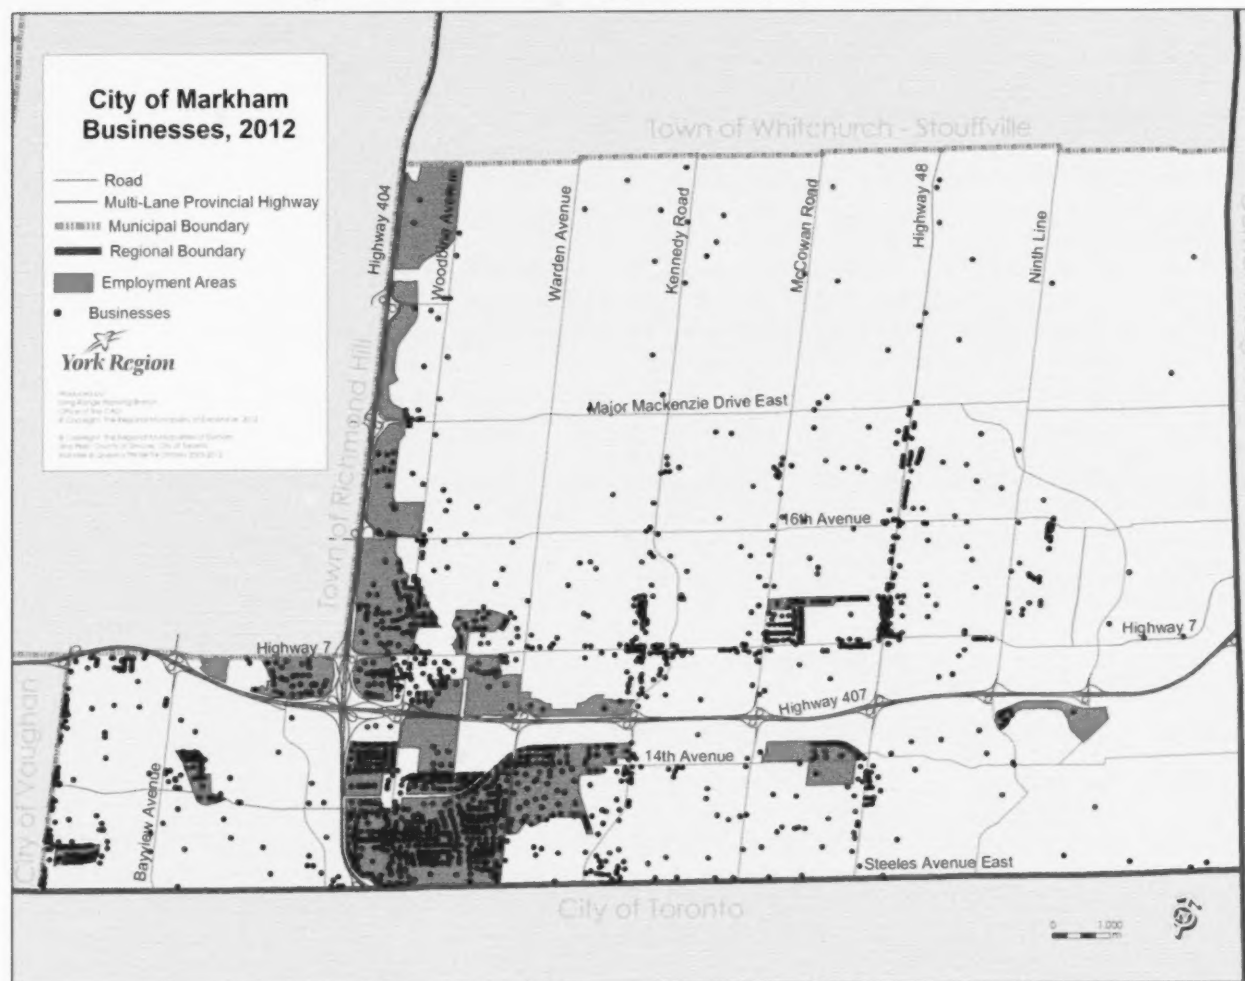 City of Markham
Businesses, 2012
Road
Multi-Lane Provincial Highway
Municipal Boundary
Regional Boundary
Employment Areas
Businesses
York Region
Town of Whitchurch - Stouffville
Highway 404
Woodbine Avenue
Warden Avenue
Kennedy Road
McCowan Road
Highway 48
Ninth Line
Town of Richmond Hill
Major Mackenzie Drive East
16th Avenue
Highway 7
Highway 7
Highway 407
14th Avenue
City of Vaughan
Bayview Avenue
Steeles Avenue East
City of Toronto
0 1,000
m